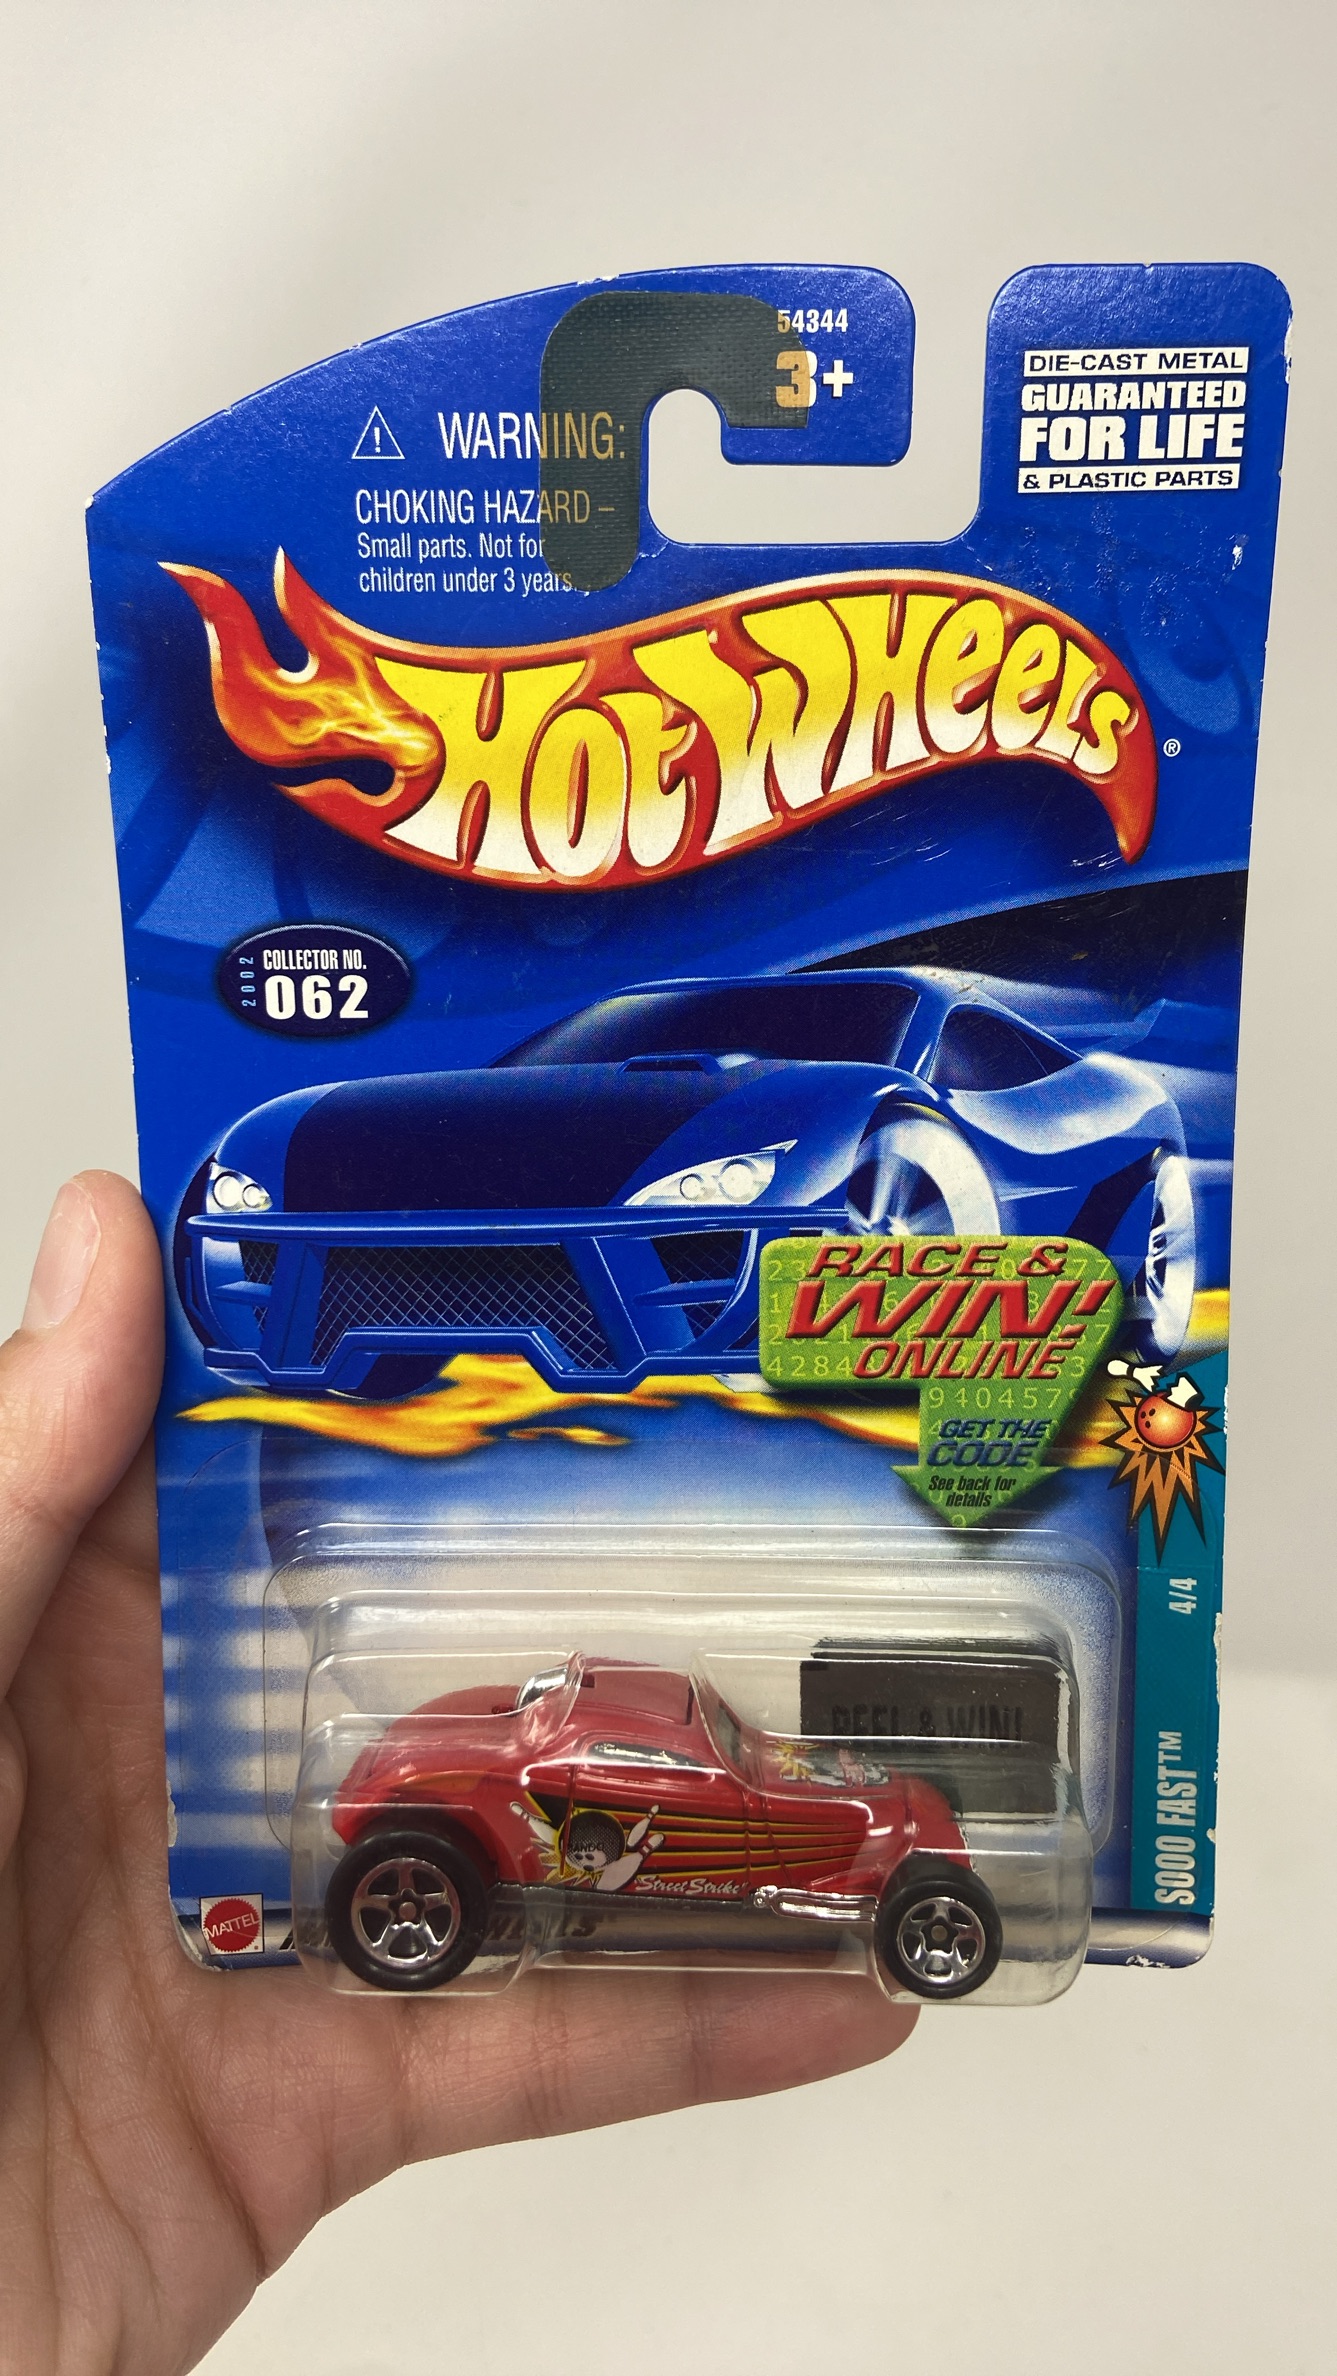 54344
3+
WARNING:
CHOKING HAZARD –
Small parts. Not for
children under 3 years.
DIE-CAST METAL
GUARANTEED
FOR LIFE
& PLASTIC PARTS
Hot Wheels®
2002
COLLECTOR NO.
062
RACE &
WIN!
ONLINE
GET THE
CODE
See back for
details
4/4
SOOO FAST™
PEEL & WIN!
Street Strike
MATTEL